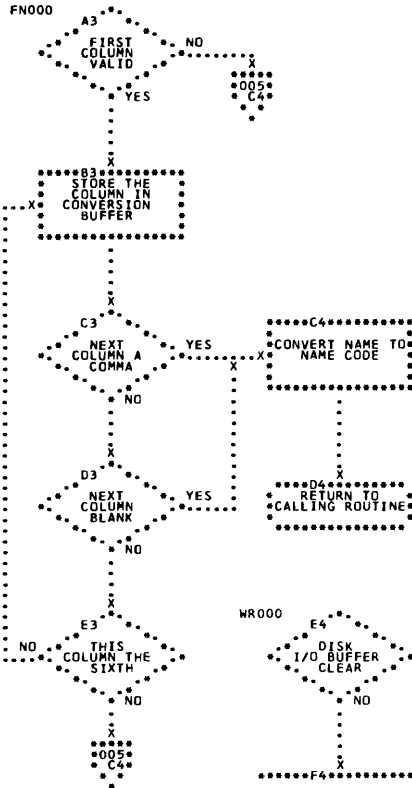 FN000
A3
FIRST
COLUMN
VALID
NO
X
005
C4
YES
X
B3
X
STORE THE
COLUMN IN
CONVERSION
BUFFER
X
C3
NEXT
COLUMN A
COMMA
YES
X
X
C4
CONVERT NAME TO
NAME CODE
NO
X
D3
NEXT
COLUMN
BLANK
YES
X
D4
RETURN TO
CALLING ROUTINE
NO
X
E3
NO
THIS
COLUMN THE
SIXTH
NO
X
005
C4
WR000
E4
DISK
I/O BUFFER
CLEAR
NO
X
F4